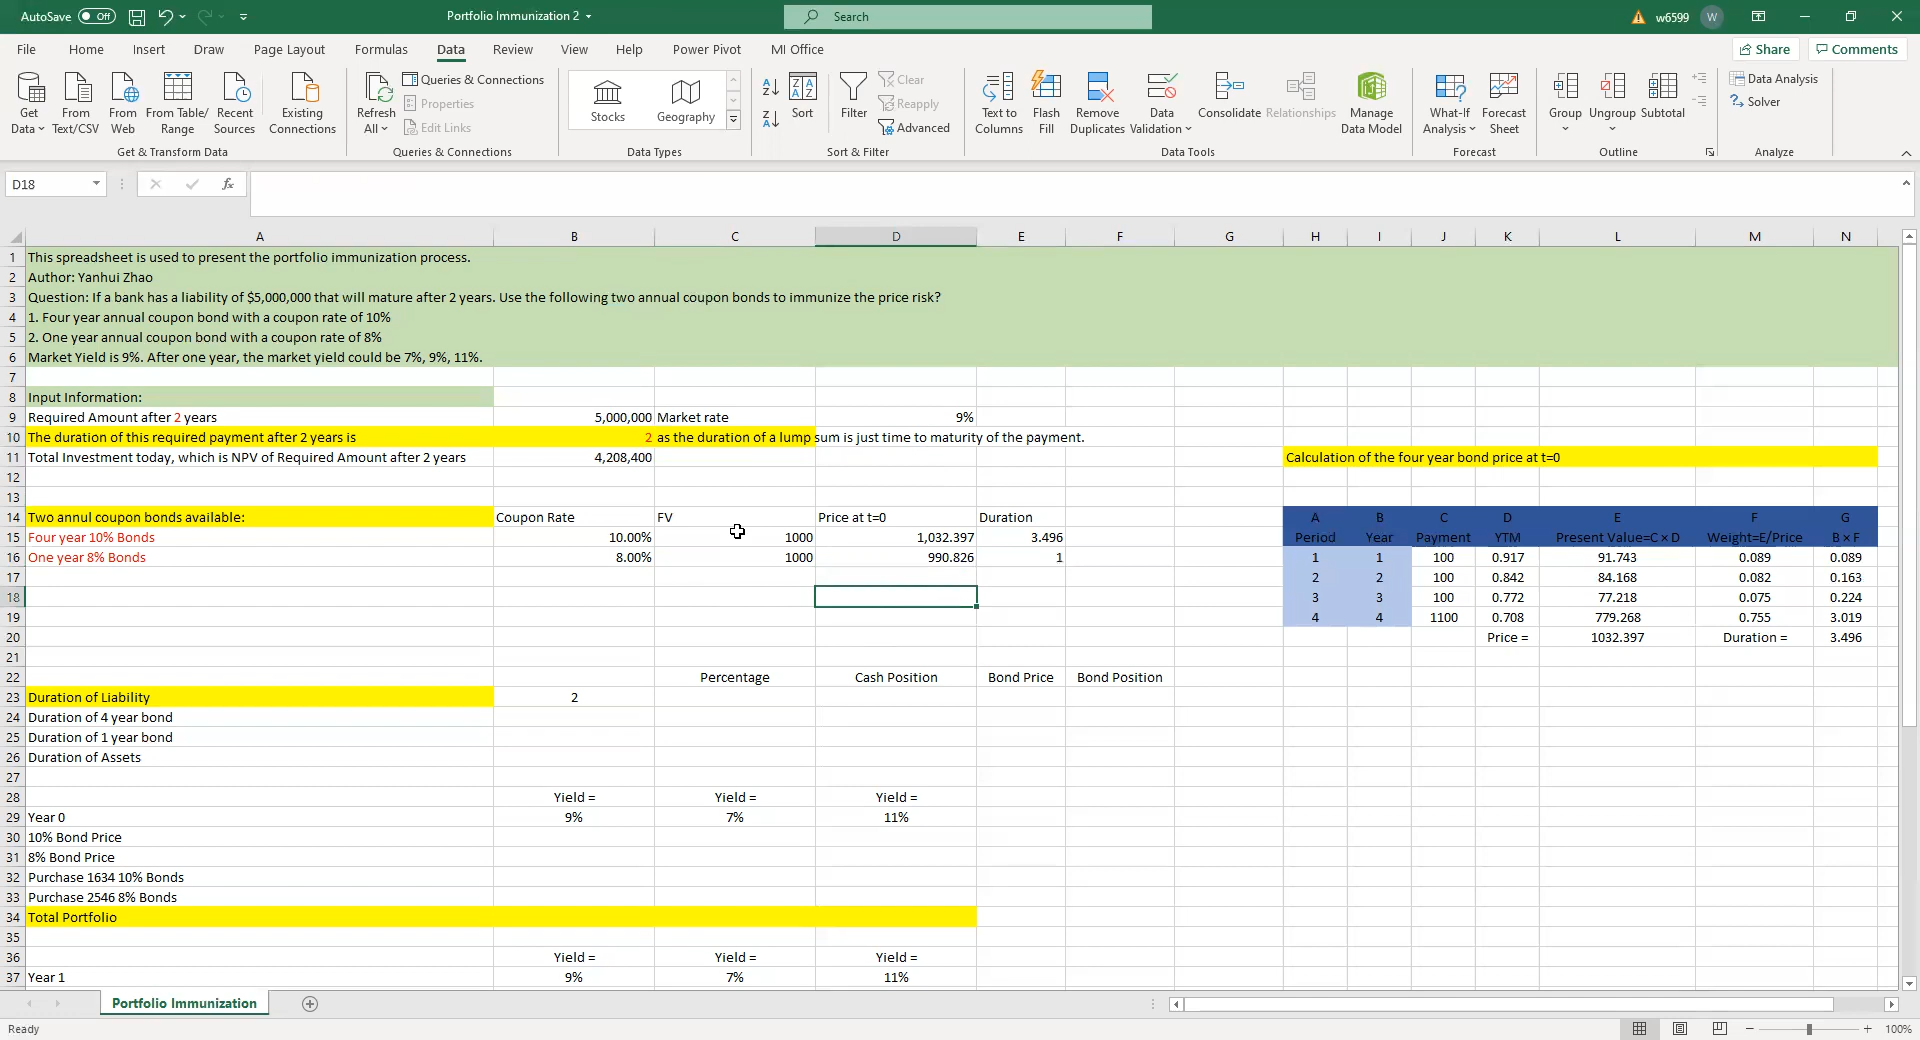 AutoSave Off Portfolio Immunization 2 Search w6599 W
File Home Insert Draw Page Layout Formulas Data Review View Help Power Pivot MI Office Share Comments
Get Data From Text/CSV From Web From Table/ Range Recent Sources Existing Connections Refresh All Queries & Connections Properties Edit Links Stocks Geography Sort Filter Clear Reapply Advanced Text to Columns Flash Fill Remove Duplicates Data Validation Consolidate Relationships Manage Data Model What-If Analysis Forecast Sheet Group Ungroup Subtotal Data Analysis Solver
Get & Transform Data Queries & Connections Data Types Sort & Filter Data Tools Forecast Outline Analyze
D18 fx
A B C D E F G H I J K L M N
1 This spreadsheet is used to present the portfolio immunization process.
2 Author: Yanhui Zhao
3 Question: If a bank has a liability of $5,000,000 that will mature after 2 years. Use the following two annual coupon bonds to immunize the price risk?
4 1. Four year annual coupon bond with a coupon rate of 10%
5 2. One year annual coupon bond with a coupon rate of 8%
6 Market Yield is 9%. After one year, the market yield could be 7%, 9%, 11%.
7
8 Input Information:
9 Required Amount after 2 years 5,000,000 Market rate 9%
10 The duration of this required payment after 2 years is 2 as the duration of a lump sum is just time to maturity of the payment.
11 Total Investment today, which is NPV of Required Amount after 2 years 4,208,400 Calculation of the four year bond price at t=0
12
13
14 Two annul coupon bonds available: Coupon Rate FV Price at t=0 Duration A B C D E F G
15 Four year 10% Bonds 10.00% 1000 1,032.397 3.496 Period Year Payment YTM Present Value=C×D Weight=E/Price B×F
16 One year 8% Bonds 8.00% 1000 990.826 1 1 1 100 0.917 91.743 0.089 0.089
17 2 2 100 0.842 84.168 0.082 0.163
18 3 3 100 0.772 77.218 0.075 0.224
19 4 4 1100 0.708 779.268 0.755 3.019
20 Price = 1032.397 Duration = 3.496
21
22 Percentage Cash Position Bond Price Bond Position
23 Duration of Liability 2
24 Duration of 4 year bond
25 Duration of 1 year bond
26 Duration of Assets
27
28 Yield = Yield = Yield =
29 Year 0 9% 7% 11%
30 10% Bond Price
31 8% Bond Price
32 Purchase 1634 10% Bonds
33 Purchase 2546 8% Bonds
34 Total Portfolio
35
36 Yield = Yield = Yield =
37 Year 1 9% 7% 11%
Portfolio Immunization
Ready 100%